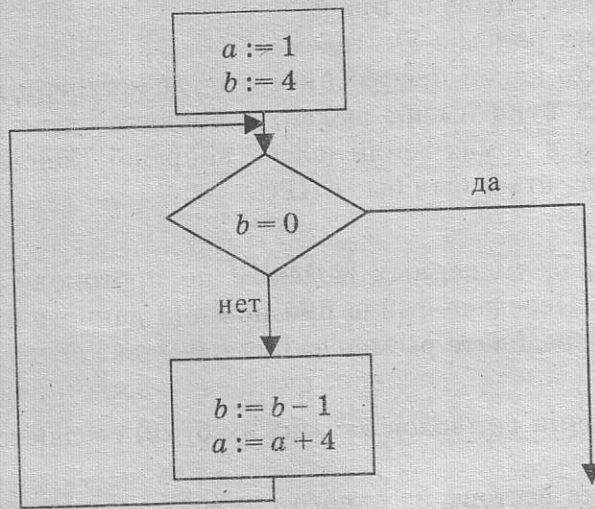 a := 1
b := 4
b = 0
да
нет
b := b − 1
a := a + 4